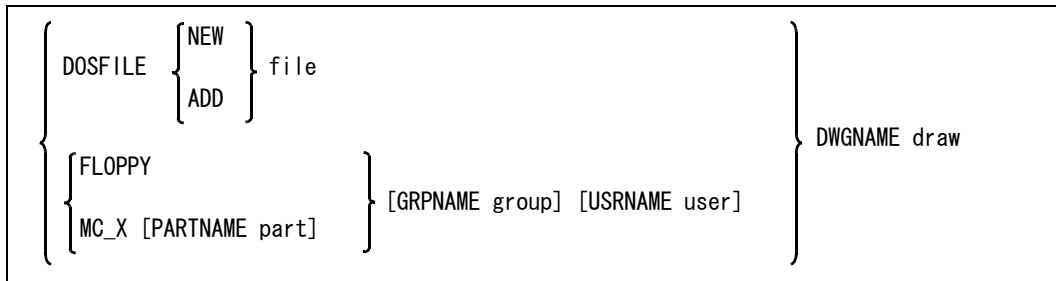 NEW
DOSFILE file
ADD
DWGNAME draw
FLOPPY
[GRPNAME group] [USRNAME user]
MC_X [PARTNAME part]